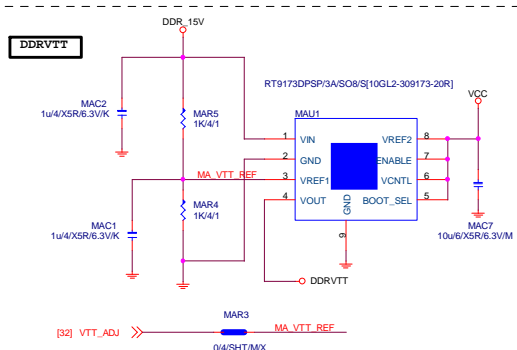 DDR_15V
DDRVTT
RT9173DPSP/3A/SO8/S[10GL2-309173-20R]
VCC
MAC2
1u/4/X5R/6.3V/K
MAR5
1K/4/1
MAU1
1 VIN VREF2 8
2 GND ENABLE 7
MA_VTT_REF 3 VREF1 VCNTL 6
4 VOUT BOOT_SEL 5
GND
9
MAC1
1u/4/X5R/6.3V/K
MAR4
1K/4/1
MAC7
10u/6/X5R/6.3V/M
DDRVTT
MAR3
[32] VTT_ADJ MA_VTT_REF
0/4/SHT/M/X